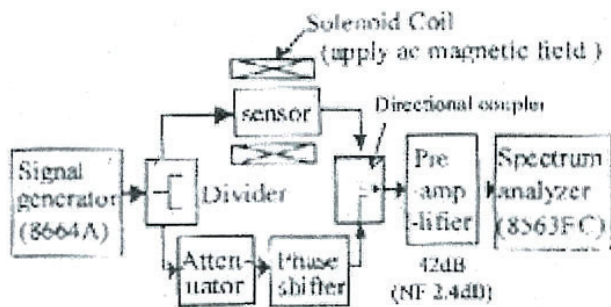 Solenoid Coil
(apply ac magnetic field )
sensor
Directional coupler
Signal
generator
(8664A)
Divider
Pre
-amp
-lifier
Spectrum
analyzer
(8563EC)
Atten-
uator
Phase
shifter
42dB
(NF 2.4dB)